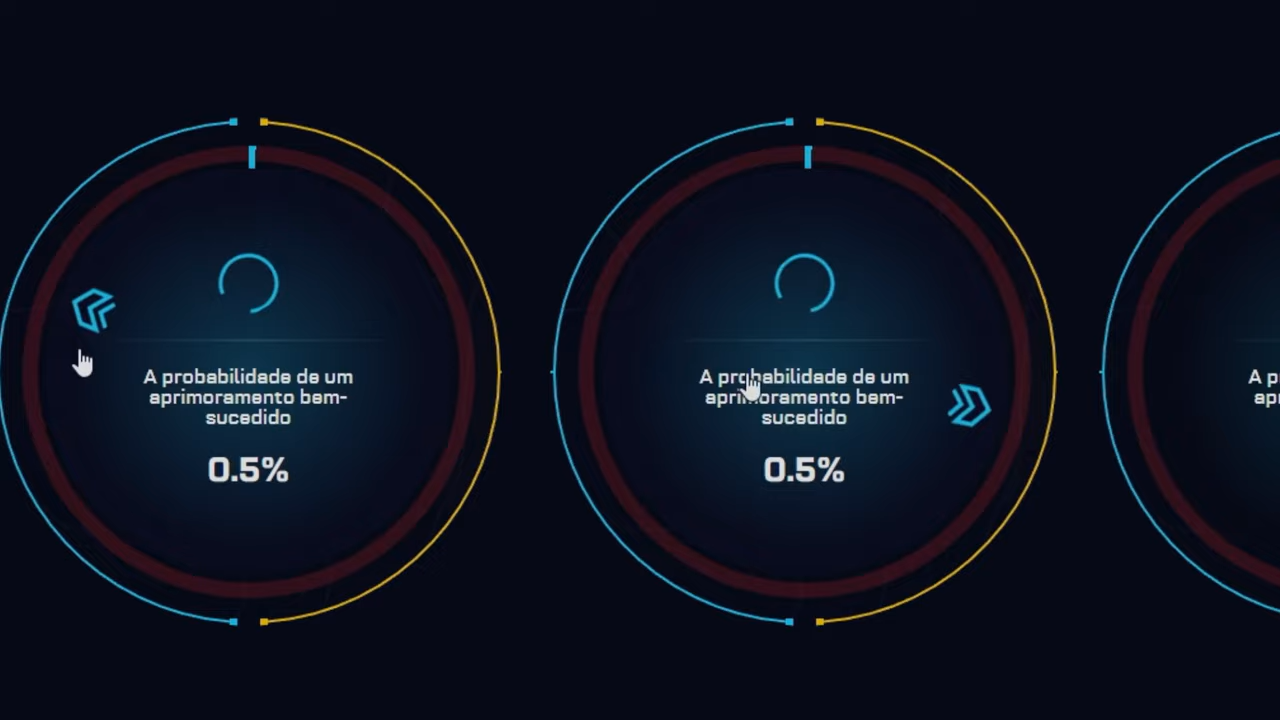 A probabilidade de um
aprimoramento bem-
sucedido
0.5%
A probabilidade de um
aprimoramento bem-
sucedido
0.5%